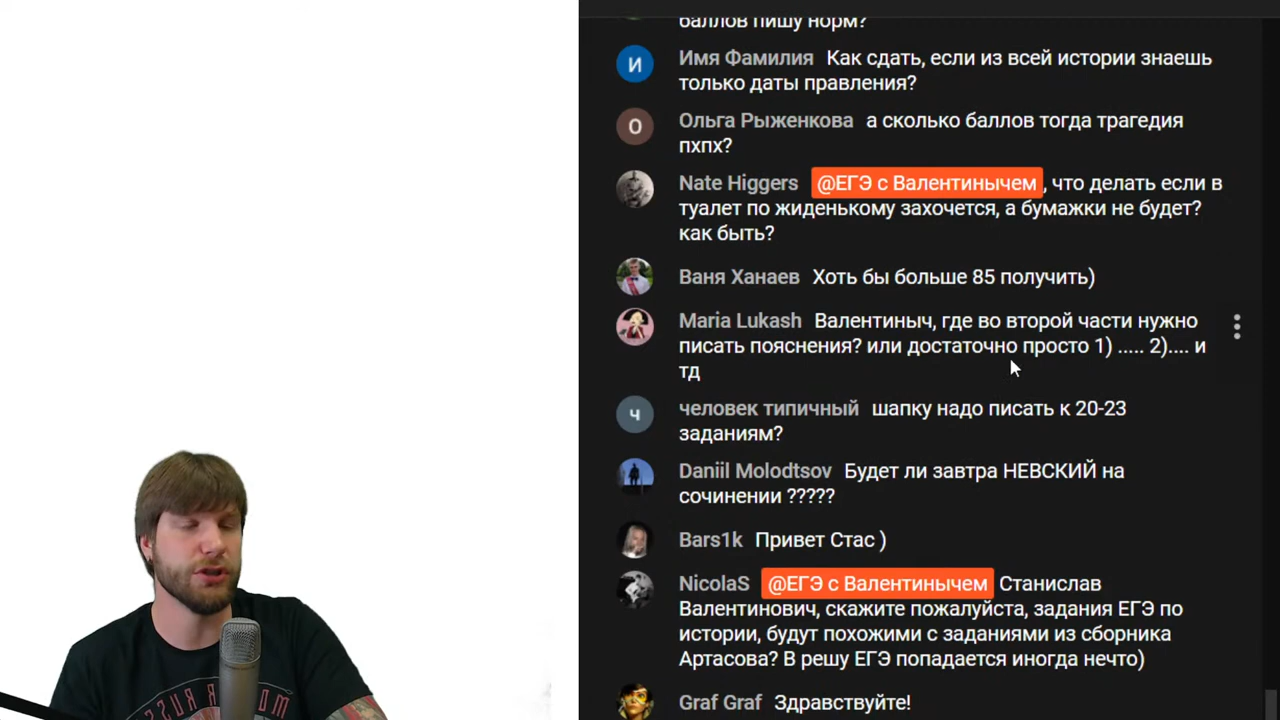 баллов пишу норм?
И
Имя Фамилия Как сдать, если из всей истории знаешь
только даты правления?
О
Ольга Рыженкова а сколько баллов тогда трагедия
пхпх?
Nate Higgers @ЕГЭ с Валентинычем, что делать если в
туалет по жиденькому захочется, а бумажки не будет?
как быть?
Ваня Ханаев Хоть бы больше 85 получить)
Maria Lukash Валентиныч, где во второй части нужно
писать пояснения? или достаточно просто 1) ..... 2).... и
тд
ч
человек типичный шапку надо писать к 20-23
заданиям?
Daniil Molodtsov Будет ли завтра НЕВСКИЙ на
сочинении ?????
Bars1k Привет Стас )
NicolaS @ЕГЭ с Валентинычем Станислав
Валентинович, скажите пожалуйста, задания ЕГЭ по
истории, будут похожими с заданиями из сборника
Артасова? В решу ЕГЭ попадается иногда нечто)
Graf Graf Здравствуйте!